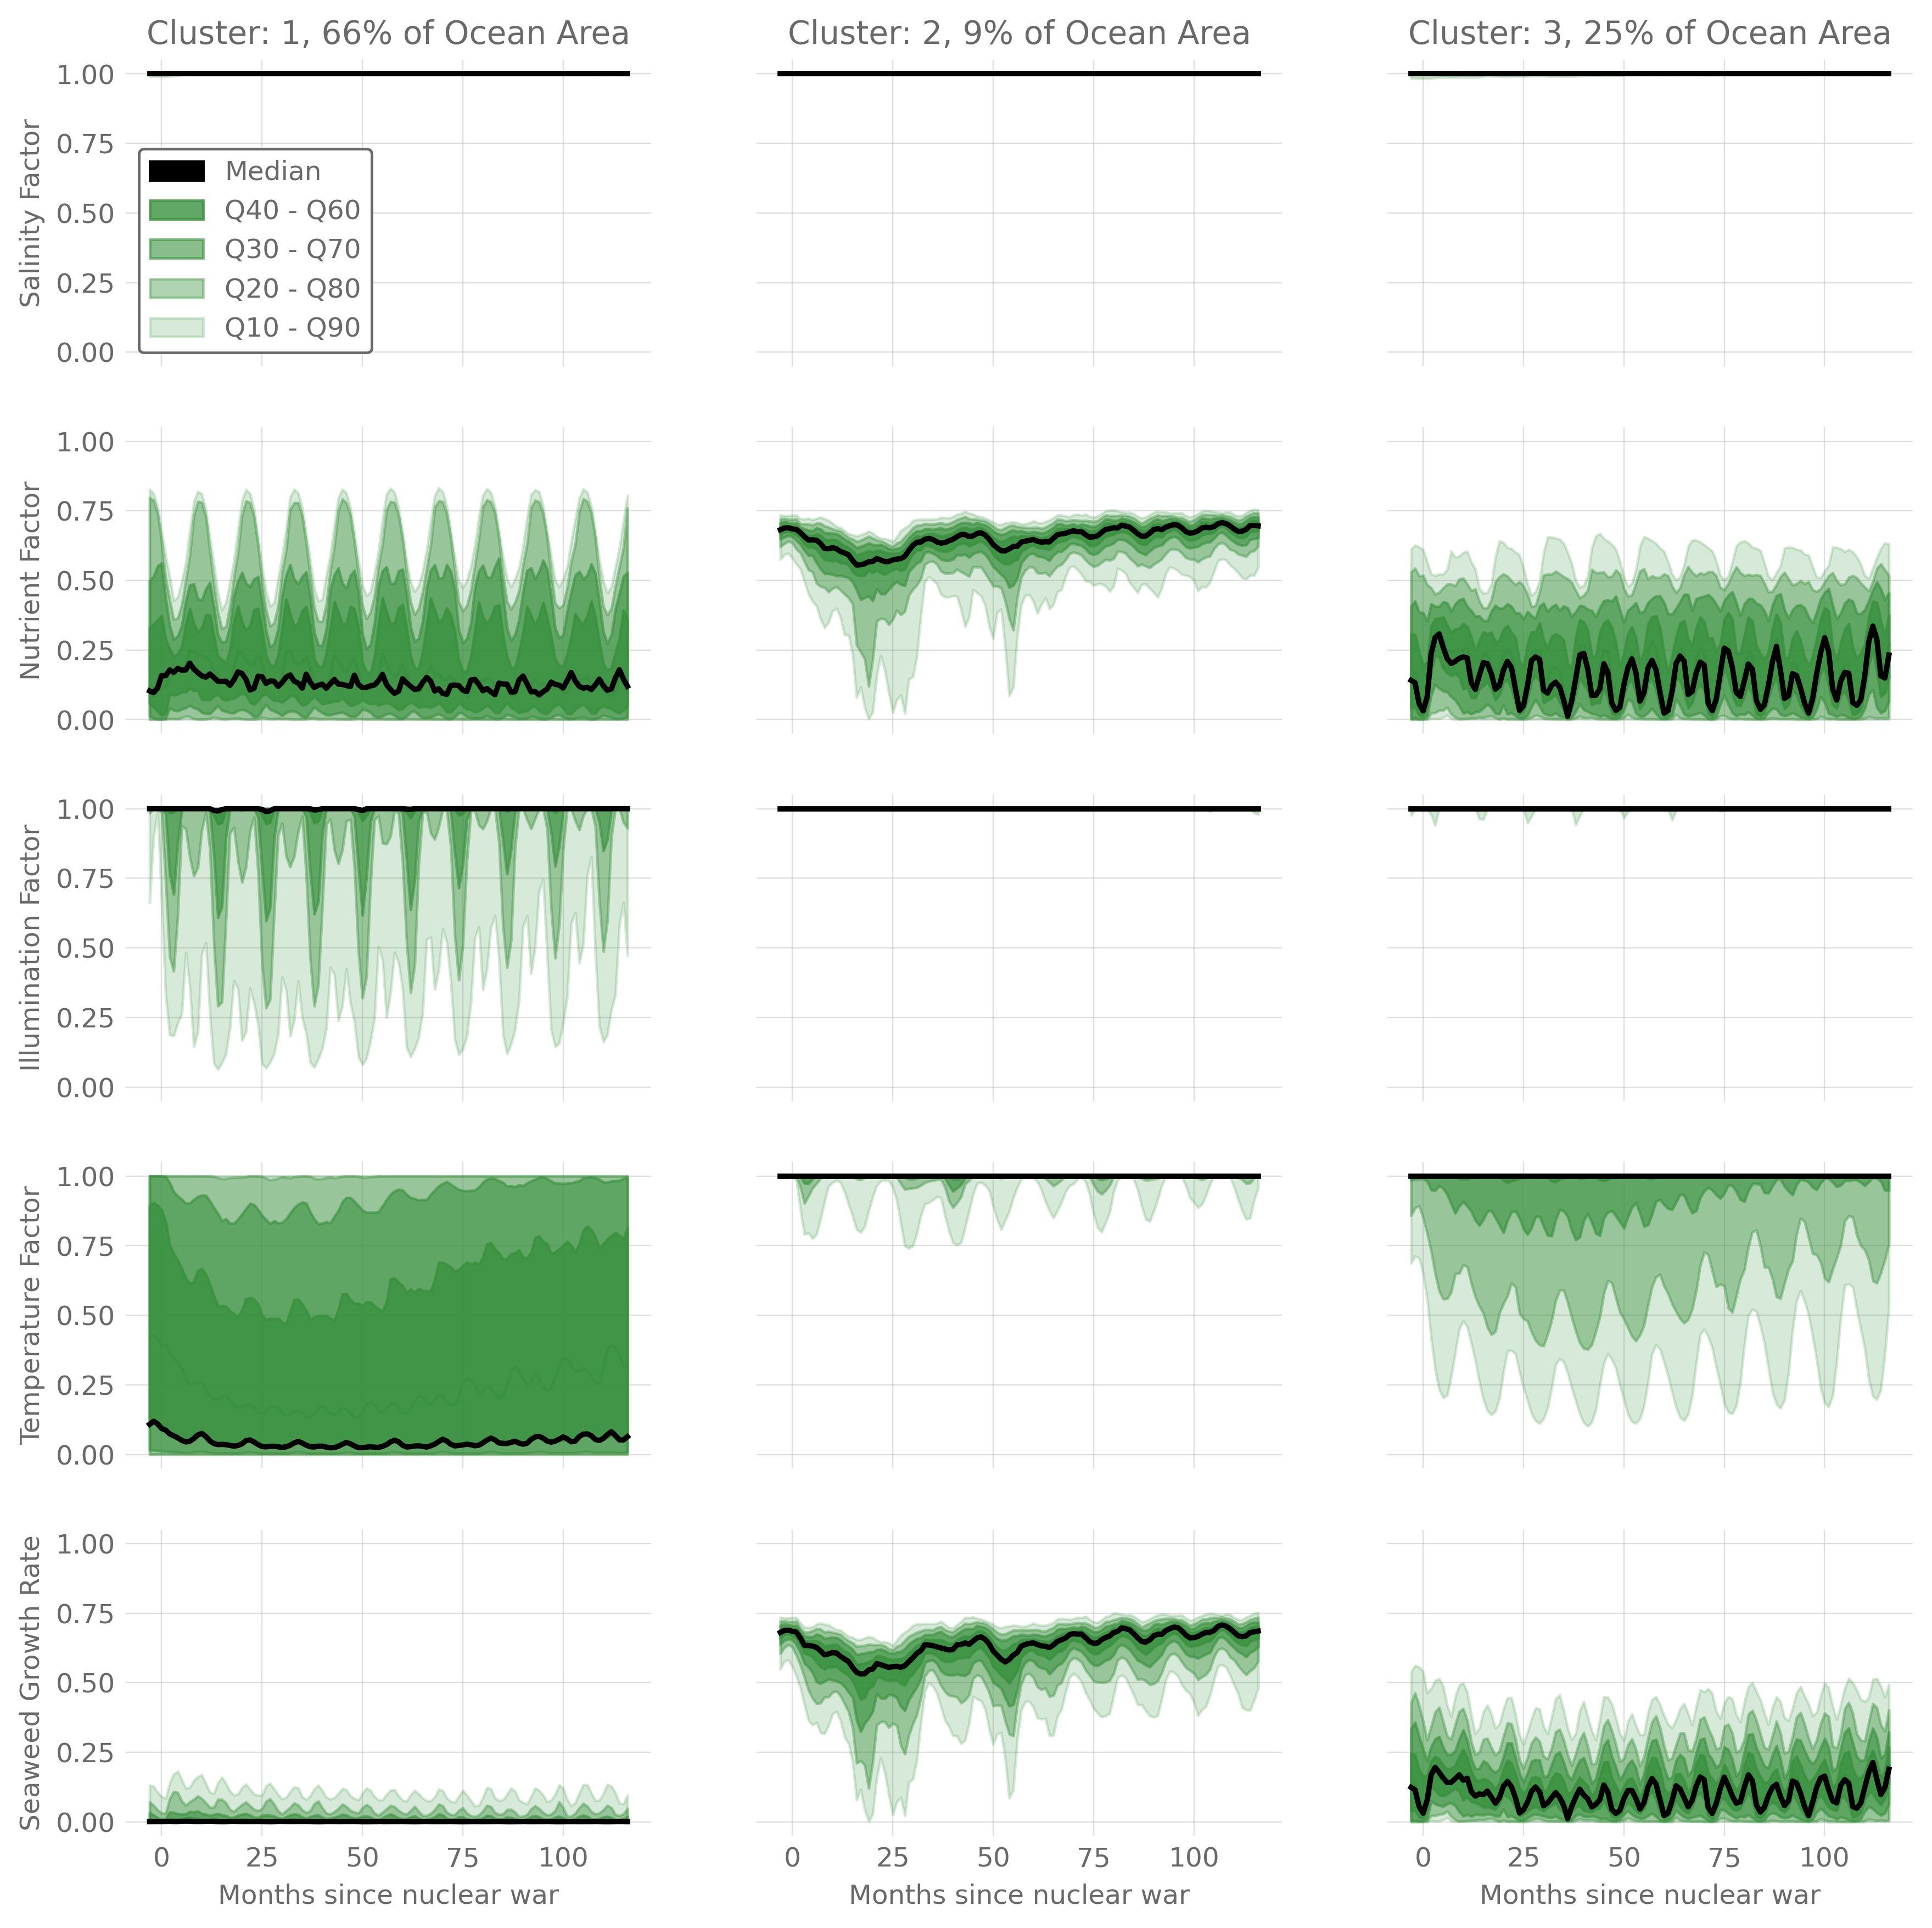 Cluster: 1, 66% of Ocean Area
Cluster: 2, 9% of Ocean Area
Cluster: 3, 25% of Ocean Area
Salinity Factor
1.00
0.75
0.50
0.25
0.00
Median
Q40 - Q60
Q30 - Q70
Q20 - Q80
Q10 - Q90
Nutrient Factor
1.00
0.75
0.50
0.25
0.00
Illumination Factor
1.00
0.75
0.50
0.25
0.00
Temperature Factor
1.00
0.75
0.50
0.25
0.00
Seaweed Growth Rate
1.00
0.75
0.50
0.25
0.00
0 25 50 75 100
0 25 50 75 100
0 25 50 75 100
Months since nuclear war
Months since nuclear war
Months since nuclear war